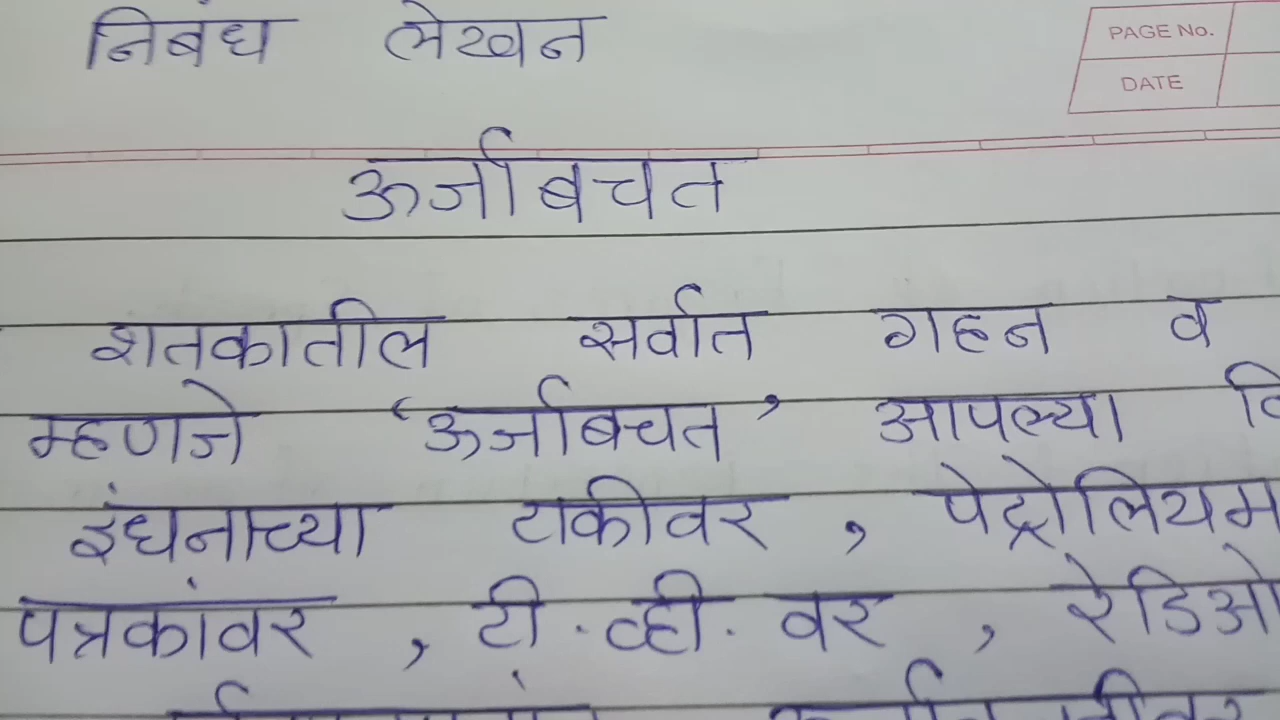 निबंध लेखन
PAGE No.
DATE
ऊर्जाबचत
शतकातील सर्वात गहन व
म्हणजे 'ऊर्जाबचत' आपल्या
इंधनाच्या टाकीवर , पेट्रोलियम
पत्रकांवर , टी.व्ही. वर , रेडिओ